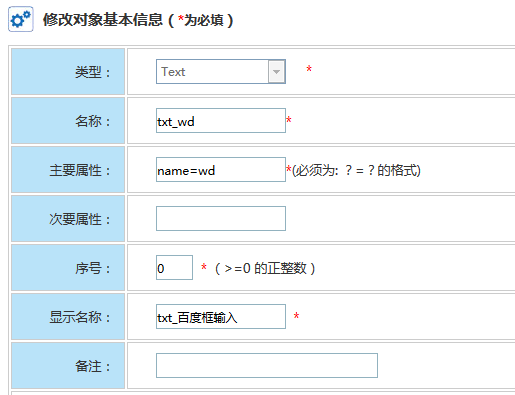 修改对象基本信息（*为必填）
类型： Text *
名称： txt_wd*
主要属性： name=wd*(必须为: ？=？的格式)
次要属性：
序号： 0 *（>=0 的正整数）
显示名称： txt_百度框输入 *
备注：